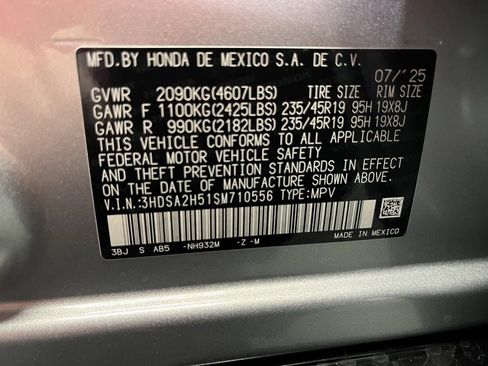 MFD.BY HONDA DE MEXICO S.A. DE C.V.
07/'25
GVWR 2090KG(4607LBS) TIRE SIZE RIM SIZE
GAWR F 1100KG(2425LBS) 235/45R19 95H 19X8J
GAWR R 990KG(2182LBS) 235/45R19 95H 19X8J
THIS VEHICLE CONFORMS TO ALL APPLICABLE
FEDERAL MOTOR VEHICLE SAFETY
AND THEFT PREVENTION STANDARDS IN EFFECT
ON THE DATE OF MANUFACTURE SHOWN ABOVE.
V.I.N.:3HDSA2H51SM710556 TYPE:MPV
3BJ S AB5 -NH932M -Z -M
MADE IN MEXICO